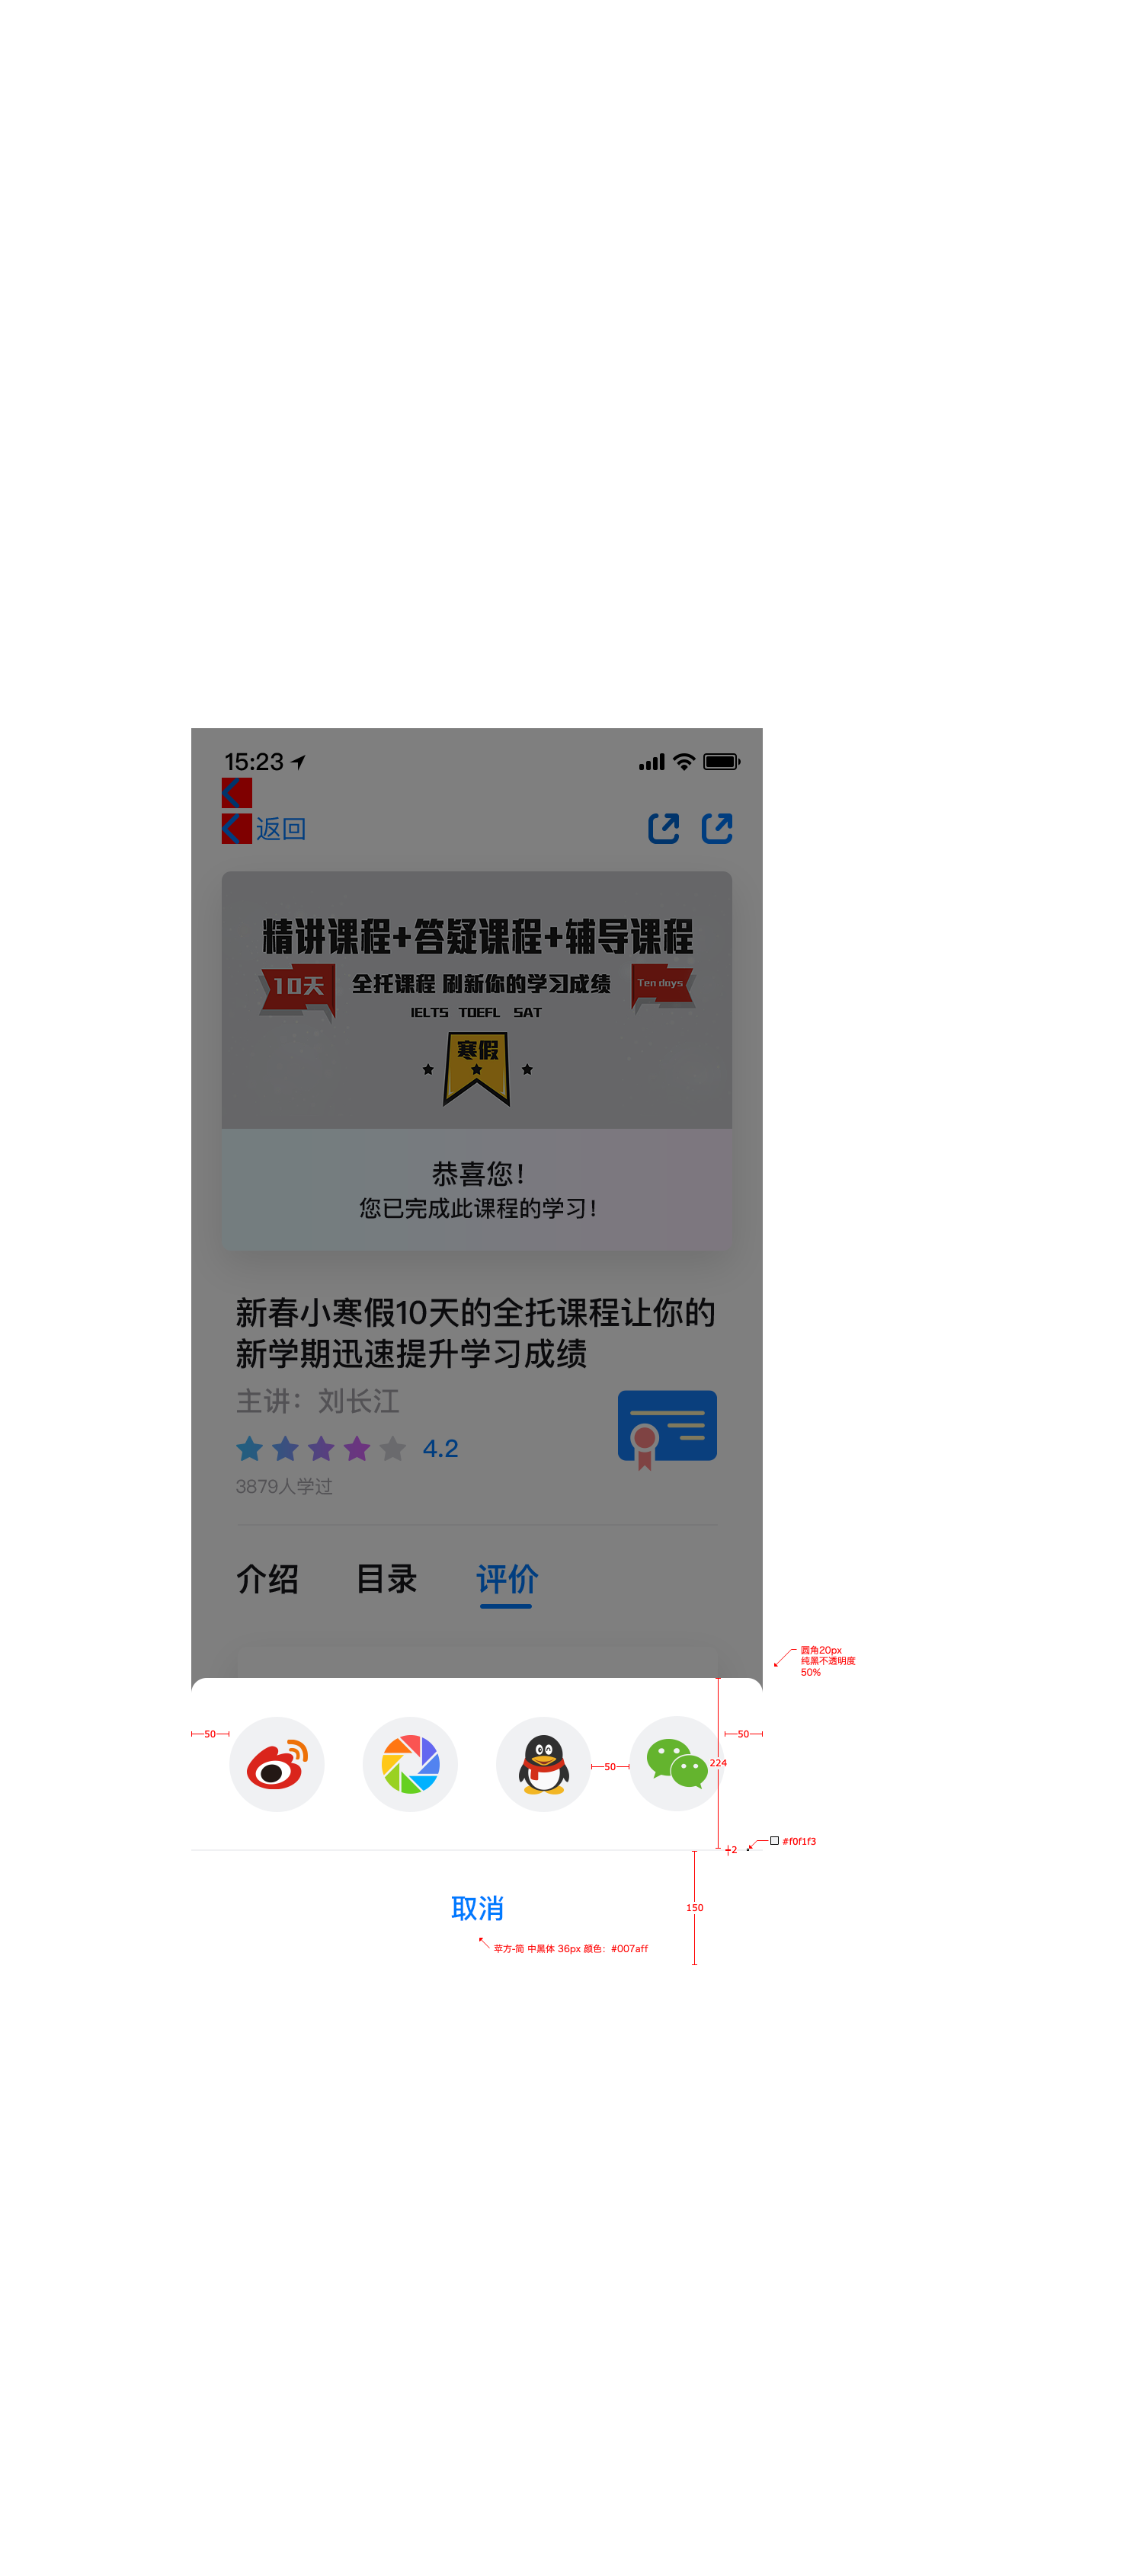 15:23
返回
精讲课程+答疑课程+辅导课程
10天
全托课程 刷新你的学习成绩
Ten days
IELTS TOEFL SAT
寒假
恭喜您！
您已完成此课程的学习！
新春小寒假10天的全托课程让你的
新学期迅速提升学习成绩
主讲：刘长江
4.2
3879人学过
介绍 目录 评价
圆角20px
纯黑不透明度
50%
50
50
50
224
#f0f1f3
2
150
取消
苹方-简 中黑体 36px 颜色：#007aff